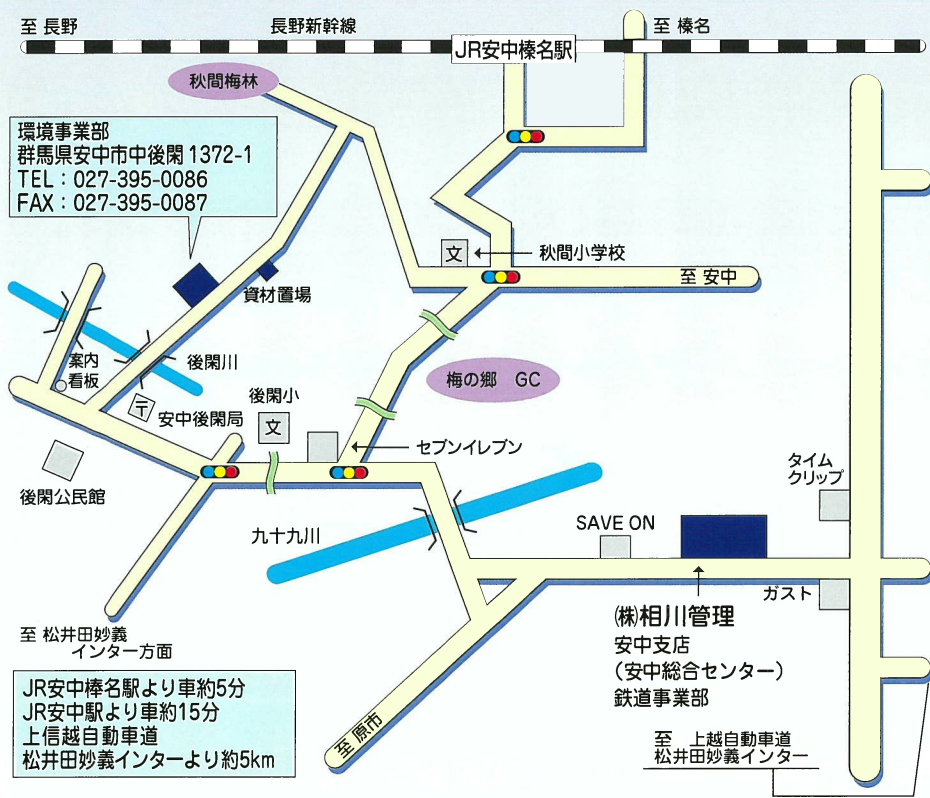 至 長野
長野新幹線
JR安中榛名駅
至 榛名
秋間梅林
環境事業部
群馬県安中市中後閑 1372-1
TEL：027-395-0086
FAX：027-395-0087
文
秋間小学校
至 安中
資材置場
案内
看板
後閑川
梅の郷 GC
〒
安中後閑局
後閑小
文
セブンイレブン
後閑公民館
タイム
クリップ
九十九川
SAVE ON
ガスト
㈱相川管理
安中支店
（安中総合センター）
鉄道事業部
至 松井田妙義
インター方面
JR安中榛名駅より車約5分
JR安中駅より車約15分
上信越自動車道
松井田妙義インターより約5km
至 原市
至 上越自動車道
松井田妙義インター